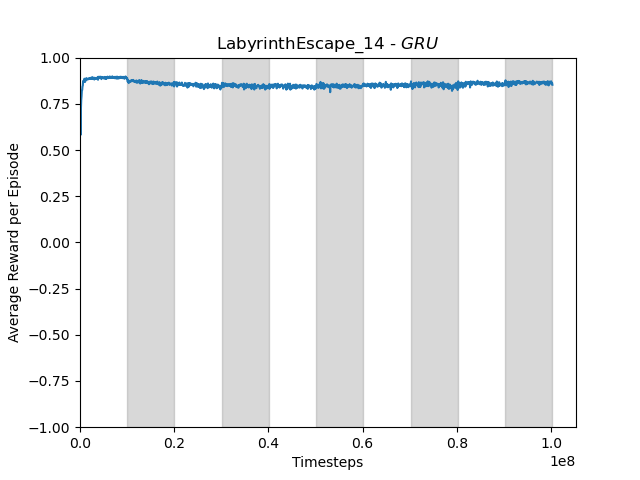 LabyrinthEscape_14 - GRU
1.00
0.75
0.50
0.25
0.00
−0.25
−0.50
−0.75
−1.00
Average Reward per Episode
0.0 0.2 0.4 0.6 0.8 1.0
1e8
Timesteps